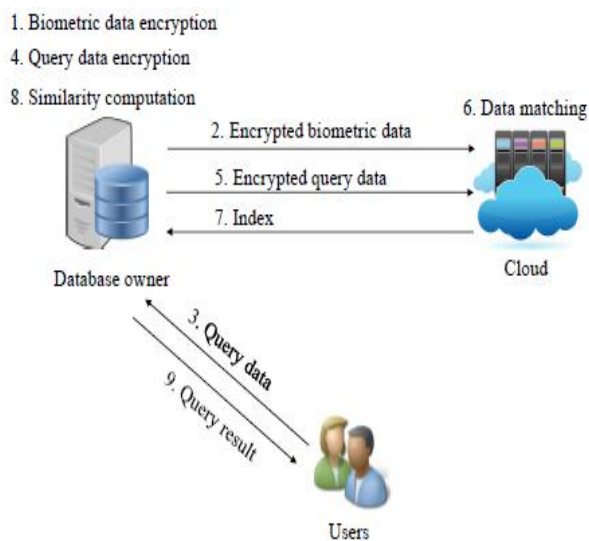 1. Biometric data encryption
4. Query data encryption
8. Similarity computation
6. Data matching
2. Encrypted biometric data
5. Encrypted query data
7. Index
Cloud
Database owner
3. Query data
9. Query result
Users